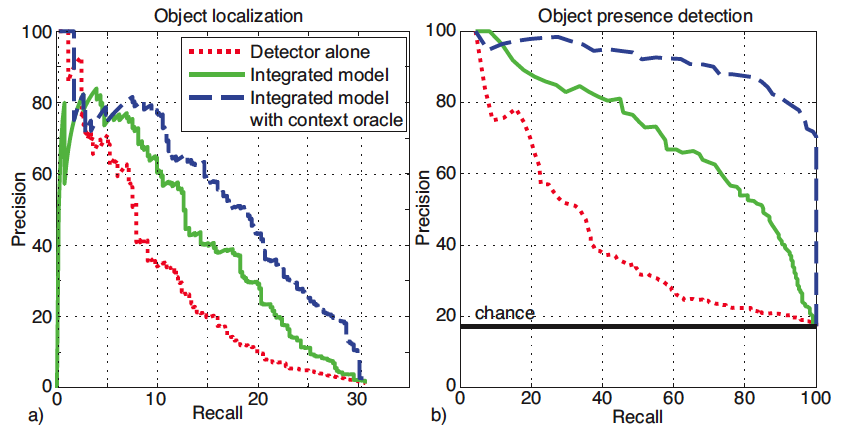 Object localization
100
80
60
40
20
0
Precision
0
10
20
30
Recall
a)
Detector alone
Integrated model
Integrated model
with context oracle
Object presence detection
100
80
60
40
20
0
Precision
chance
0
20
40
60
80
100
Recall
b)